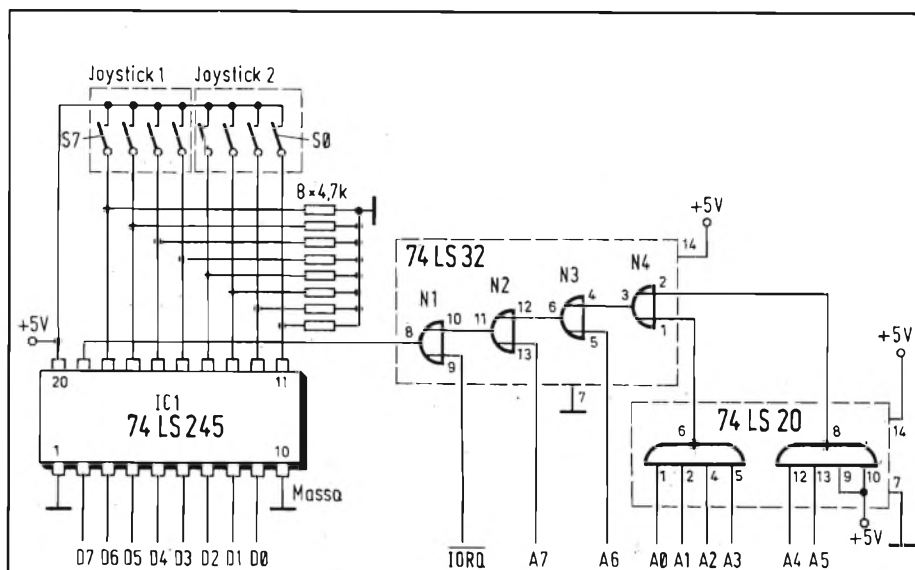 Joystick 1 Joystick 2
S7 S0
8×4,7k
+5V
14
74 LS32
N1 N2 N3 N4
8 10 9 11 12 13 6 4 5 3 2 1
7
+5V
20 11
IC1
74 LS 245
1 10
Massa
+5V
74 LS 20
6 8
14
1 2 4 5 12 13 9 10
7
+5V
D7 D6 D5 D4 D3 D2 D1 D0 IORQ A7 A6 A0 A1 A2 A3 A4 A5